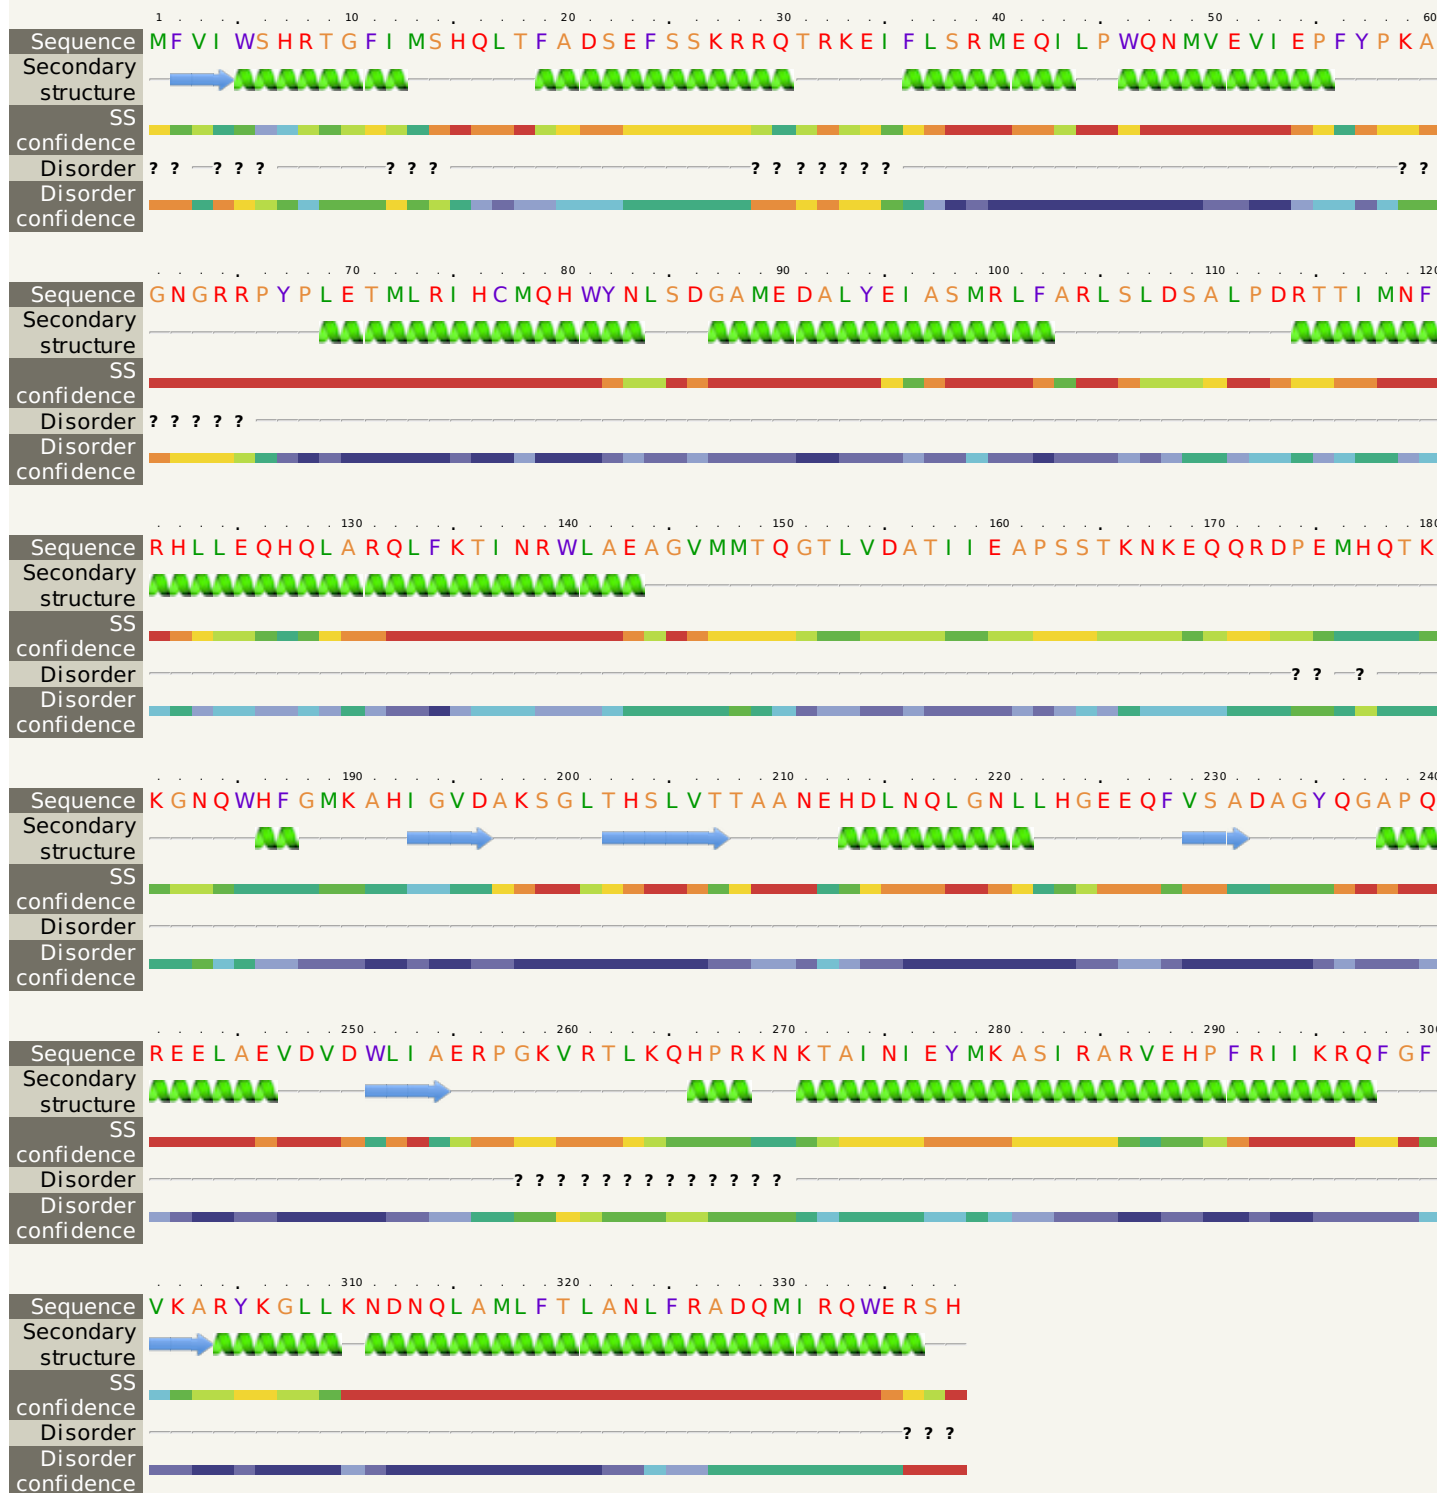 1 . . . . . . . . 10 . . . . . . . . . 20 . . . . . . . . . 30 . . . . . . . . . 40 . . . . . . . . . 50 . . . . . . . . . 60
Sequence MFVIWSHRTGFIMSHQLTFADSEFSSKRRQTRKEIFLSRMEQILPWQNMVEVIEPFYPKA
Secondary
structure
SS
confidence
Disorder ? ? ? ? ? ? ? ? ? ? ? ? ? ? ? ? ?
Disorder
confidence
. . . . . . . . . 70 . . . . . . . . . 80 . . . . . . . . . 90 . . . . . . . . . 100 . . . . . . . . . 110 . . . . . . . . . 120
Sequence GNGRRPYPLETMLRIHCMQHWYNLSDGAMEDALYEIASMRLFARLSLDSALPDRTTIMNF
Secondary
structure
SS
confidence
Disorder ? ? ? ? ?
Disorder
confidence
. . . . . . . . . 130 . . . . . . . . . 140 . . . . . . . . . 150 . . . . . . . . . 160 . . . . . . . . . 170 . . . . . . . . . 180
Sequence RHLLEQHQLARQLFKTINRWLAEAGVMMTQGTLVDATIIEAPSSTKNKEQQRDPEMHQTK
Secondary
structure
SS
confidence
Disorder ? ? ?
Disorder
confidence
. . . . . . . . . 190 . . . . . . . . . 200 . . . . . . . . . 210 . . . . . . . . . 220 . . . . . . . . . 230 . . . . . . . . . 240
Sequence KGNQWHFGMKAHIGVDAKSGLTHSLVTTAANEHDLNQLGNLLHGEEQFVSADAGYQGAPQ
Secondary
structure
SS
confidence
Disorder
Disorder
confidence
. . . . . . . . . 250 . . . . . . . . . 260 . . . . . . . . . 270 . . . . . . . . . 280 . . . . . . . . . 290 . . . . . . . . . 300
Sequence REELAEVDVDWLIAERPGKVRTLKQHPRKNKTAINIEYMKASIRARVEHPFRIIKRQFGF
Secondary
structure
SS
confidence
Disorder ? ? ? ? ? ? ? ? ? ? ? ? ?
Disorder
confidence
. . . . . . . . . 310 . . . . . . . . . 320 . . . . . . . . . 330 . . . . . . . .
Sequence VKARYKGLLKNDNQLAMLFTLANLFRADQMIRQWERSH
Secondary
structure
SS
confidence
Disorder ? ? ?
Disorder
confidence